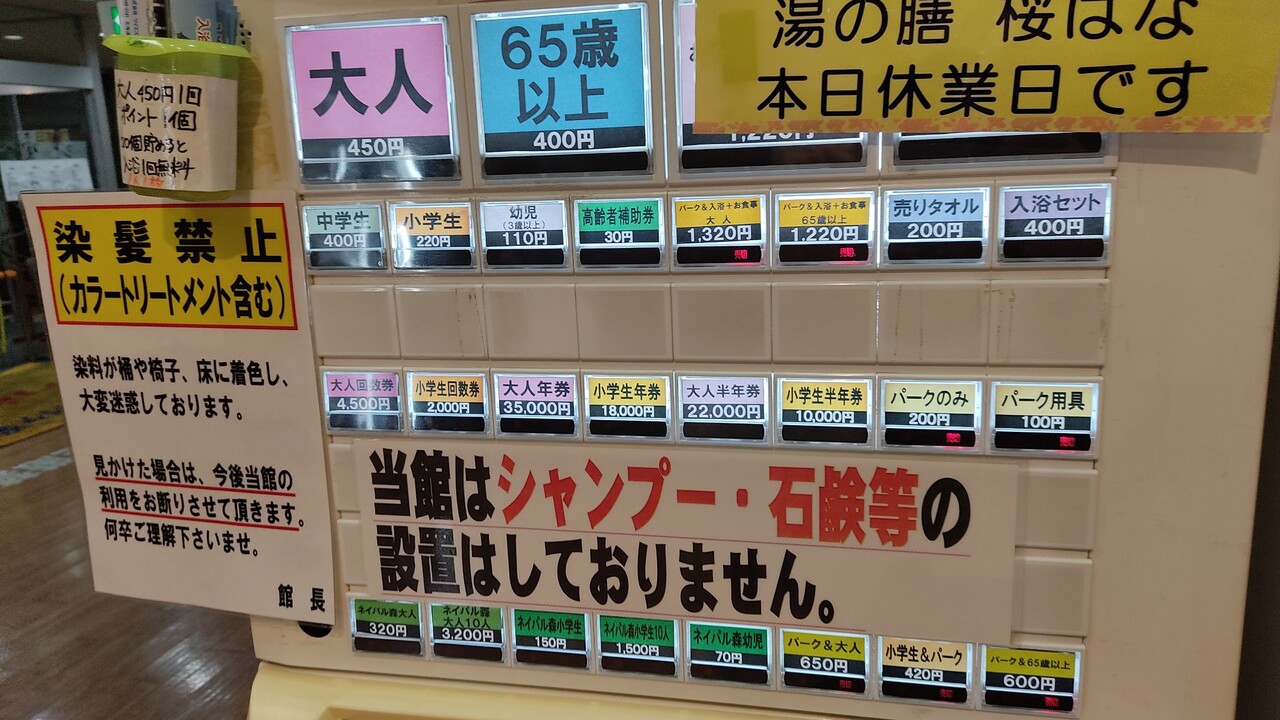 大人450円1回
ポイント1個
20個貯めると
入浴1回無料
大人
450円
65歳
以上
400円
1,220円
湯の膳 桜はな
本日休業日です
中学生
400円
小学生
220円
幼児
(3歳以上)
110円
高齢者補助券
30円
パーク&入浴+お食事
大人
1,320円
売切
パーク&入浴+お食事
65歳以上
1,220円
売切
売りタオル
200円
入浴セット
400円
染髪禁止
(カラートリートメント含む)
染料が桶や椅子、床に着色し、
大変迷惑しております。
見かけた場合は、今後当館の
利用をお断りさせて頂きます。
何卒ご理解下さいませ。
館長
大人回数券
4,500円
小学生回数券
2,000円
大人年券
35,000円
小学生年券
18,000円
大人半年券
22,000円
小学生半年券
10,000円
パークのみ
200円
売切
パーク用具
100円
売切
当館はシャンプー・石鹸等の
設置はしておりません。
ネイパル森大人
320円
ネイパル森
大人10人
3,200円
ネイパル森小学生
150円
ネイパル森小学生10人
1,500円
ネイパル森幼児
70円
パーク&大人
650円
売切
小学生&パーク
420円
売切
パーク&65歳以上
600円
売切